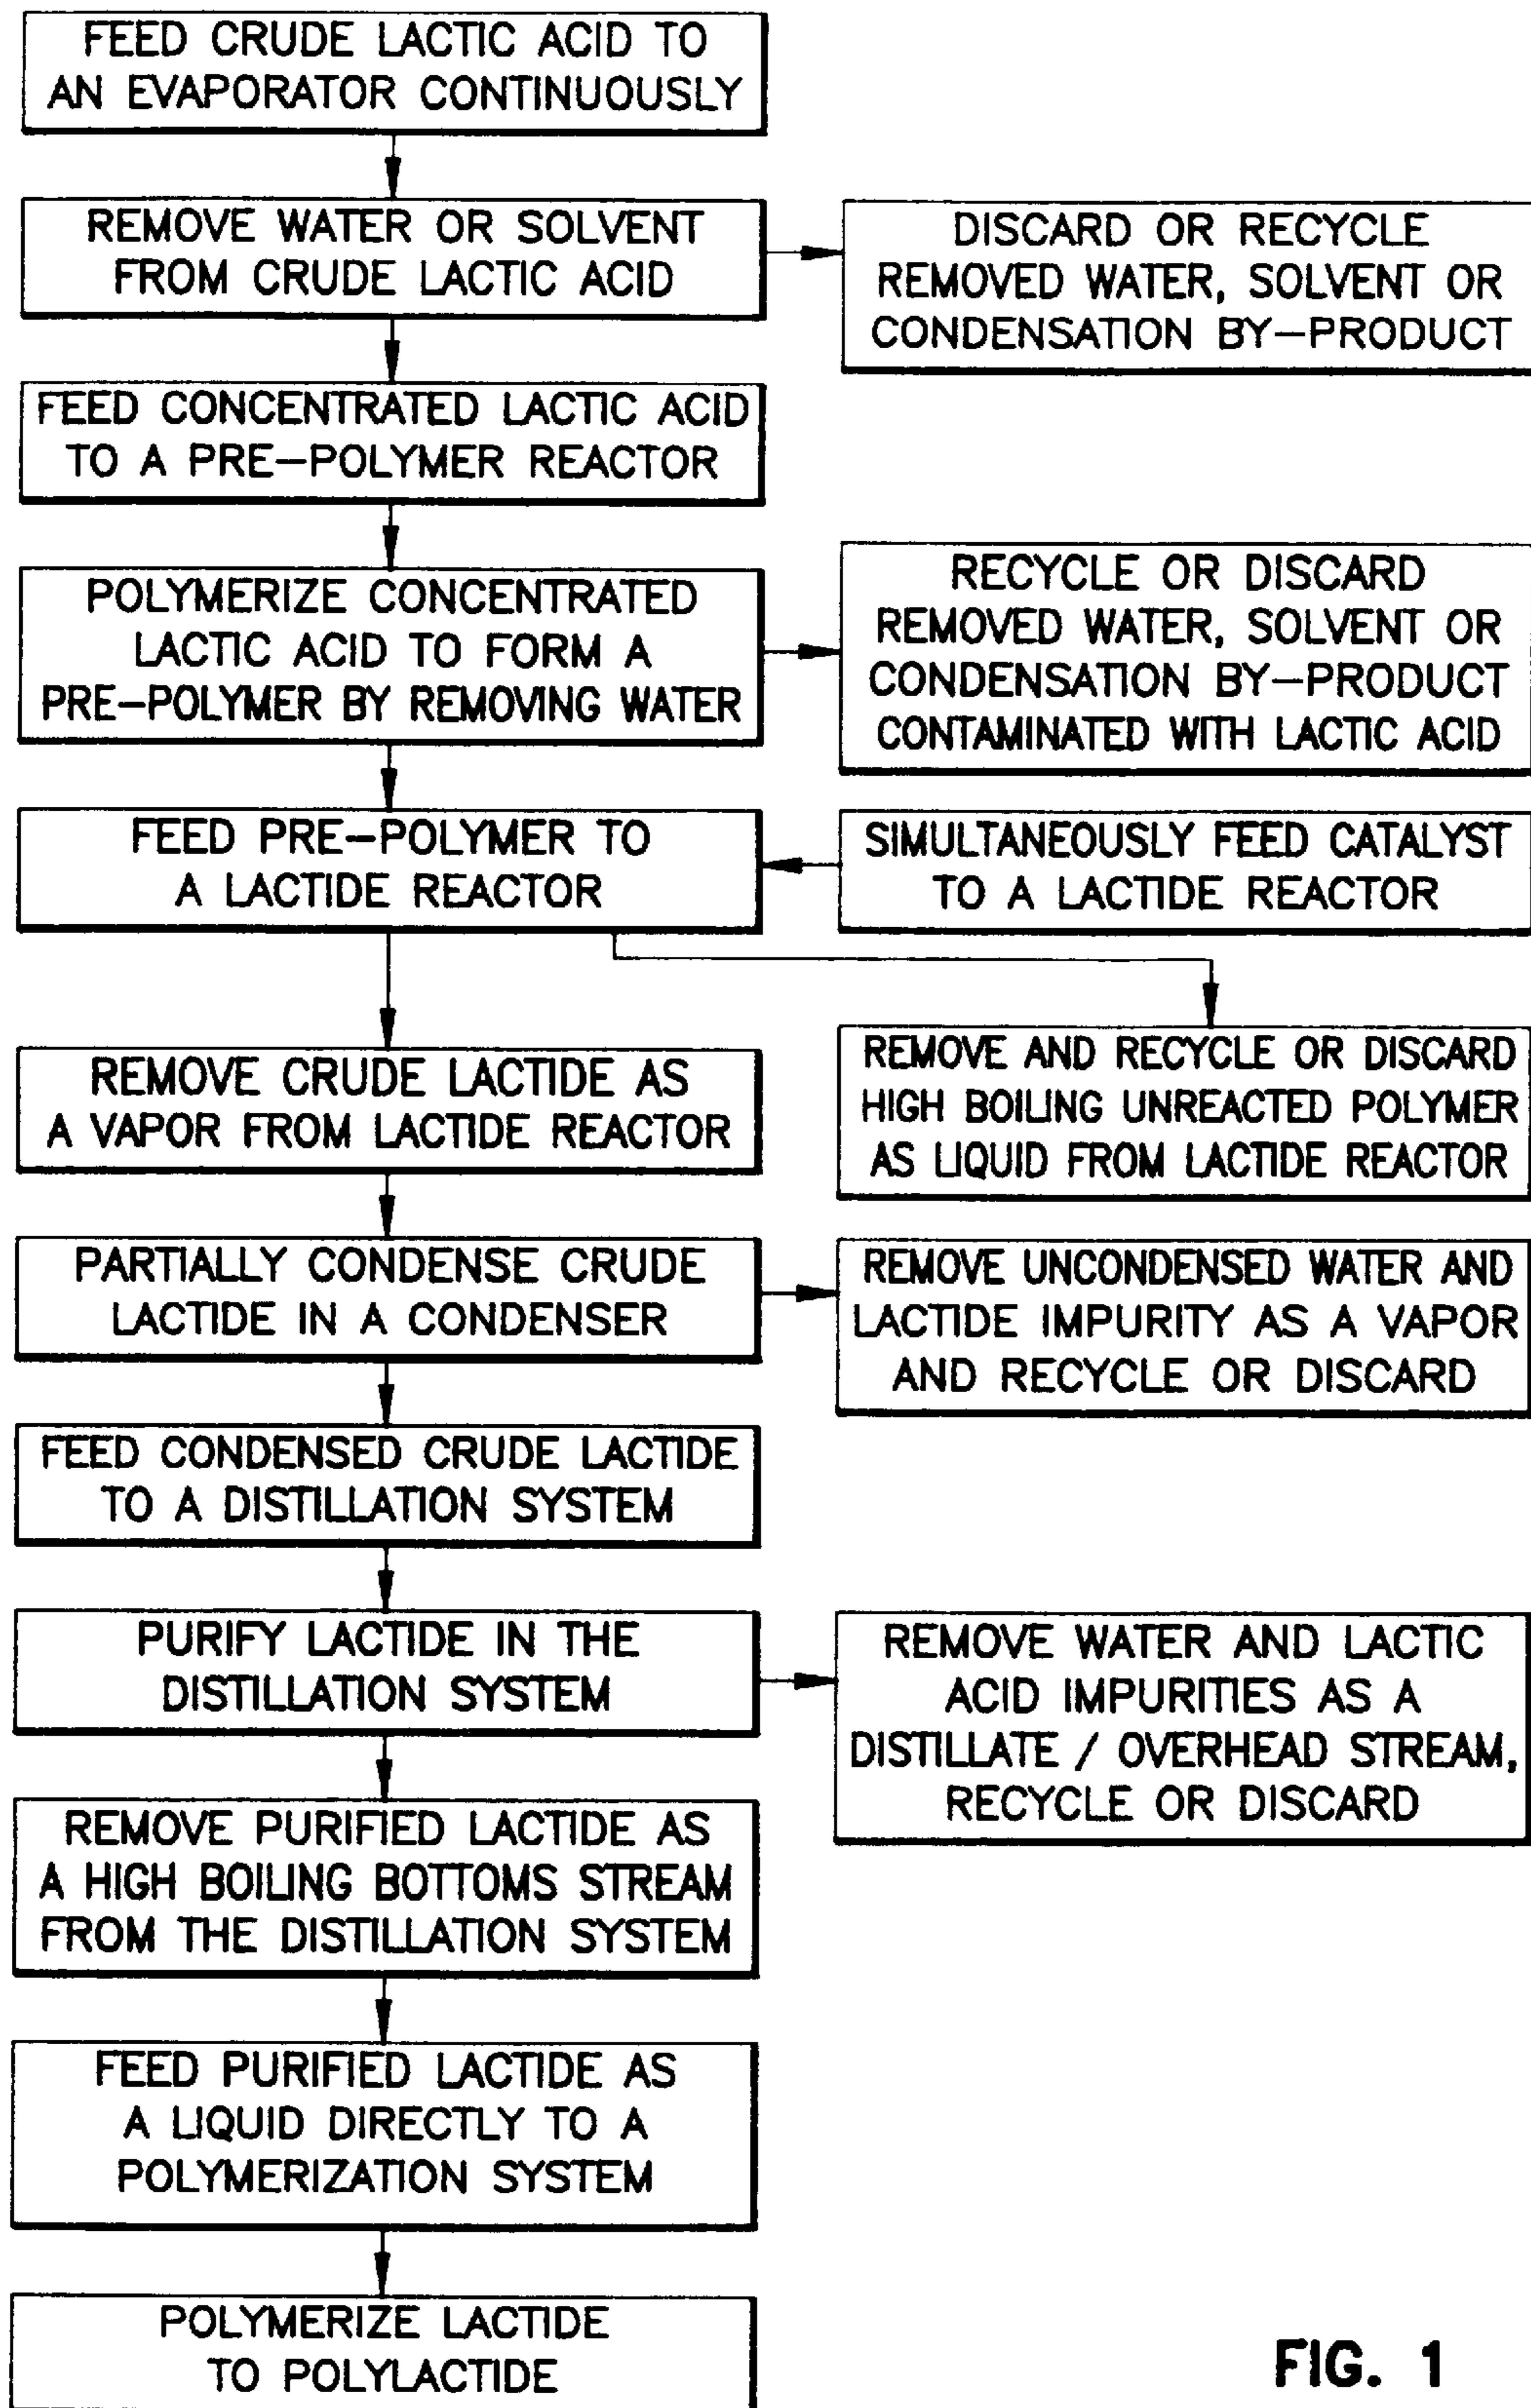 FEED CRUDE LACTIC ACID TO
AN EVAPORATOR CONTINUOUSLY
REMOVE WATER OR SOLVENT
FROM CRUDE LACTIC ACID
DISCARD OR RECYCLE
REMOVED WATER, SOLVENT OR
CONDENSATION BY-PRODUCT
FEED CONCENTRATED LACTIC ACID
TO A PRE-POLYMER REACTOR
POLYMERIZE CONCENTRATED
LACTIC ACID TO FORM A
PRE-POLYMER BY REMOVING WATER
RECYCLE OR DISCARD
REMOVED WATER, SOLVENT OR
CONDENSATION BY-PRODUCT
CONTAMINATED WITH LACTIC ACID
FEED PRE-POLYMER TO
A LACTIDE REACTOR
SIMULTANEOUSLY FEED CATALYST
TO A LACTIDE REACTOR
REMOVE CRUDE LACTIDE AS
A VAPOR FROM LACTIDE REACTOR
REMOVE AND RECYCLE OR DISCARD
HIGH BOILING UNREACTED POLYMER
AS LIQUID FROM LACTIDE REACTOR
PARTIALLY CONDENSE CRUDE
LACTIDE IN A CONDENSER
REMOVE UNCONDENSED WATER AND
LACTIDE IMPURITY AS A VAPOR
AND RECYCLE OR DISCARD
FEED CONDENSED CRUDE LACTIDE
TO A DISTILLATION SYSTEM
PURIFY LACTIDE IN THE
DISTILLATION SYSTEM
REMOVE WATER AND LACTIC
ACID IMPURITIES AS A
DISTILLATE / OVERHEAD STREAM,
RECYCLE OR DISCARD
REMOVE PURIFIED LACTIDE AS
A HIGH BOILING BOTTOMS STREAM
FROM THE DISTILLATION SYSTEM
FEED PURIFIED LACTIDE AS
A LIQUID DIRECTLY TO A
POLYMERIZATION SYSTEM
POLYMERIZE LACTIDE
TO POLYLACTIDE
FIG. 1